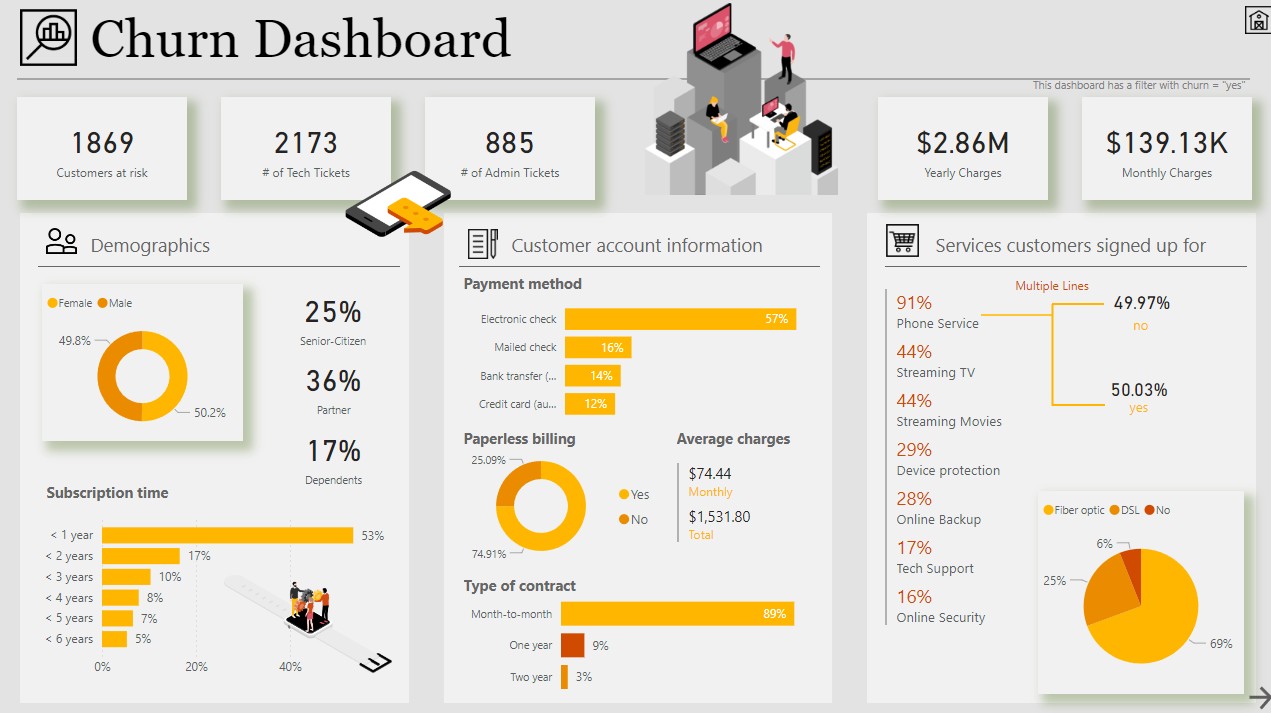 Churn Dashboard
This dashboard has a filter with churn = "yes"
1869
Customers at risk
2173
# of Tech Tickets
885
# of Admin Tickets
$2.86M
Yearly Charges
$139.13K
Monthly Charges
Demographics
Female Male
49.8%
50.2%
25%
Senior-Citizen
36%
Partner
17%
Dependents
Subscription time
< 1 year 53%
< 2 years 17%
< 3 years 10%
< 4 years 8%
< 5 years 7%
< 6 years 5%
0% 20% 40%
Customer account information
Payment method
Electronic check 57%
Mailed check 16%
Bank transfer (... 14%
Credit card (au... 12%
Paperless billing
25.09%
74.91%
Yes
No
Average charges
$74.44
Monthly
$1,531.80
Total
Type of contract
Month-to-month 89%
One year 9%
Two year 3%
Services customers signed up for
91%
Phone Service
44%
Streaming TV
44%
Streaming Movies
29%
Device protection
28%
Online Backup
17%
Tech Support
16%
Online Security
Multiple Lines
49.97%
no
50.03%
yes
Fiber optic DSL No
6%
25%
69%